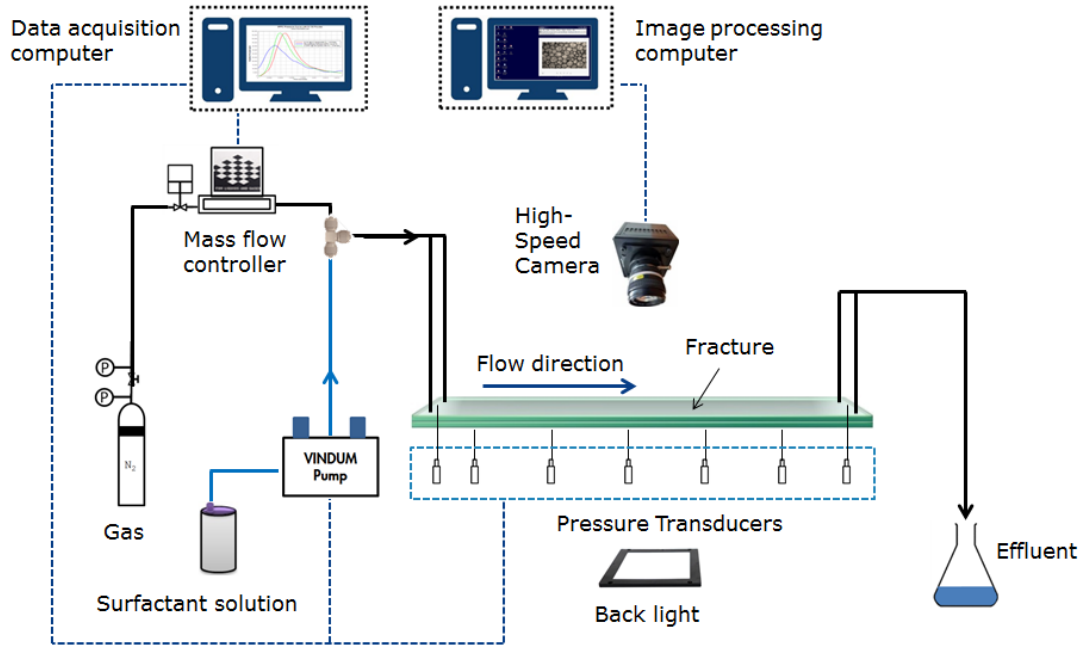 Data acquisition
computer
Image processing
computer
Mass flow
controller
High-
Speed
Camera
Flow direction
Fracture
P
P
N2
VINDUM
Pump
Gas
Pressure Transducers
Effluent
Surfactant solution
Back light